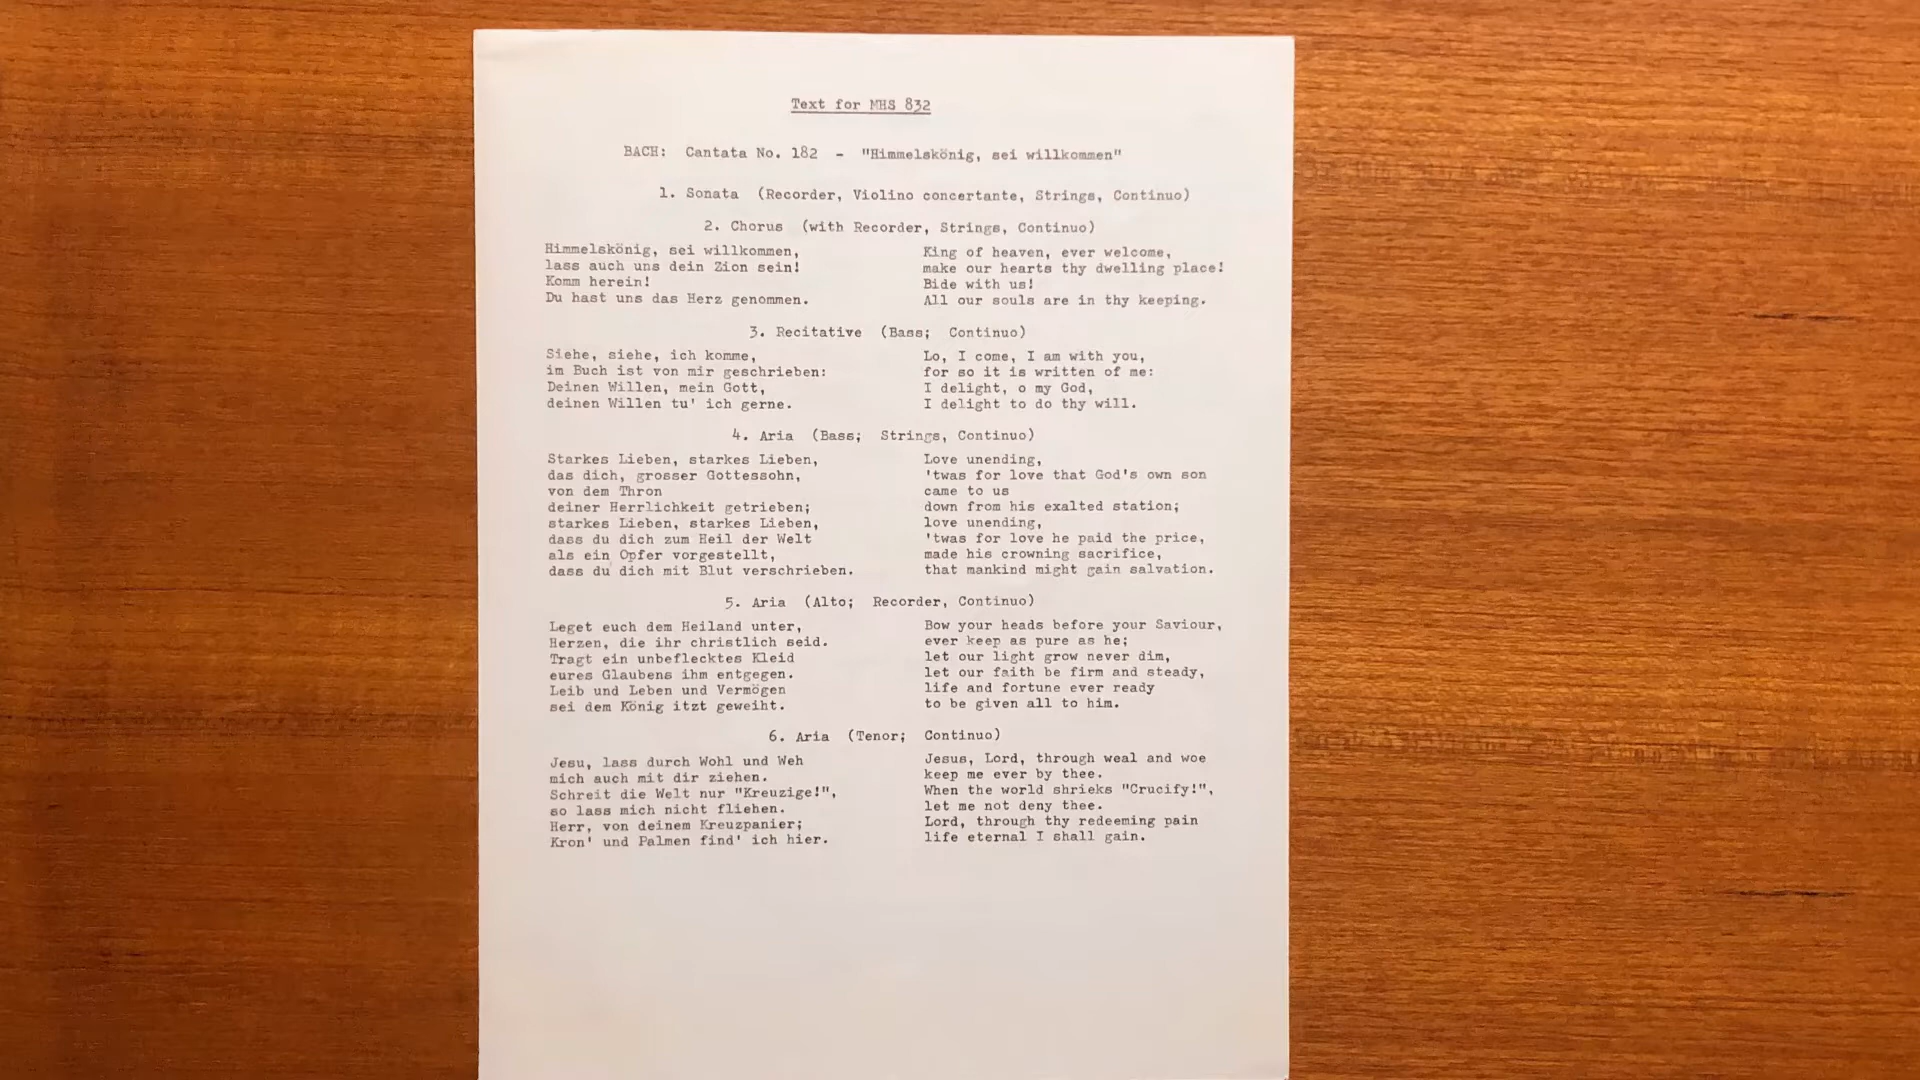 Text for MHS 832
BACH: Cantata No. 182 - "Himmelskönig, sei willkommen"
1. Sonata (Recorder, Violino concertante, Strings, Continuo)
2. Chorus (with Recorder, Strings, Continuo)
Himmelskönig, sei willkommen,
lass auch uns dein Zion sein!
Komm herein!
Du hast uns das Herz genommen.
King of heaven, ever welcome,
make our hearts thy dwelling place!
Bide with us!
All our souls are in thy keeping.
3. Recitative (Bass; Continuo)
Siehe, siehe, ich komme,
im Buch ist von mir geschrieben:
Deinen Willen, mein Gott,
deinen Willen tu' ich gerne.
Lo, I come, I am with you,
for so it is written of me:
I delight, o my God,
I delight to do thy will.
4. Aria (Bass; Strings, Continuo)
Starkes Lieben, starkes Lieben,
das dich, grosser Gottessohn,
von dem Thron
deiner Herrlichkeit getrieben;
starkes Lieben, starkes Lieben,
dass du dich zum Heil der Welt
als ein Opfer vorgestellt,
dass du dich mit Blut verschrieben.
Love unending,
'twas for love that God's own son
came to us
down from his exalted station;
love unending,
'twas for love he paid the price,
made his crowning sacrifice,
that mankind might gain salvation.
5. Aria (Alto; Recorder, Continuo)
Leget euch dem Heiland unter,
Herzen, die ihr christlich seid.
Tragt ein unbeflecktes Kleid
eures Glaubens ihm entgegen.
Leib und Leben und Vermögen
sei dem König itzt geweiht.
Bow your heads before your Saviour,
ever keep as pure as he;
let our light grow never dim,
let our faith be firm and steady,
life and fortune ever ready
to be given all to him.
6. Aria (Tenor; Continuo)
Jesu, lass durch Wohl und Weh
mich auch mit dir ziehen.
Schreit die Welt nur "Kreuzige!",
so lass mich nicht fliehen.
Herr, von deinem Kreuzpanier;
Kron' und Palmen find' ich hier.
Jesus, Lord, through weal and woe
keep me ever by thee.
When the world shrieks "Crucify!",
let me not deny thee.
Lord, through thy redeeming pain
life eternal I shall gain.